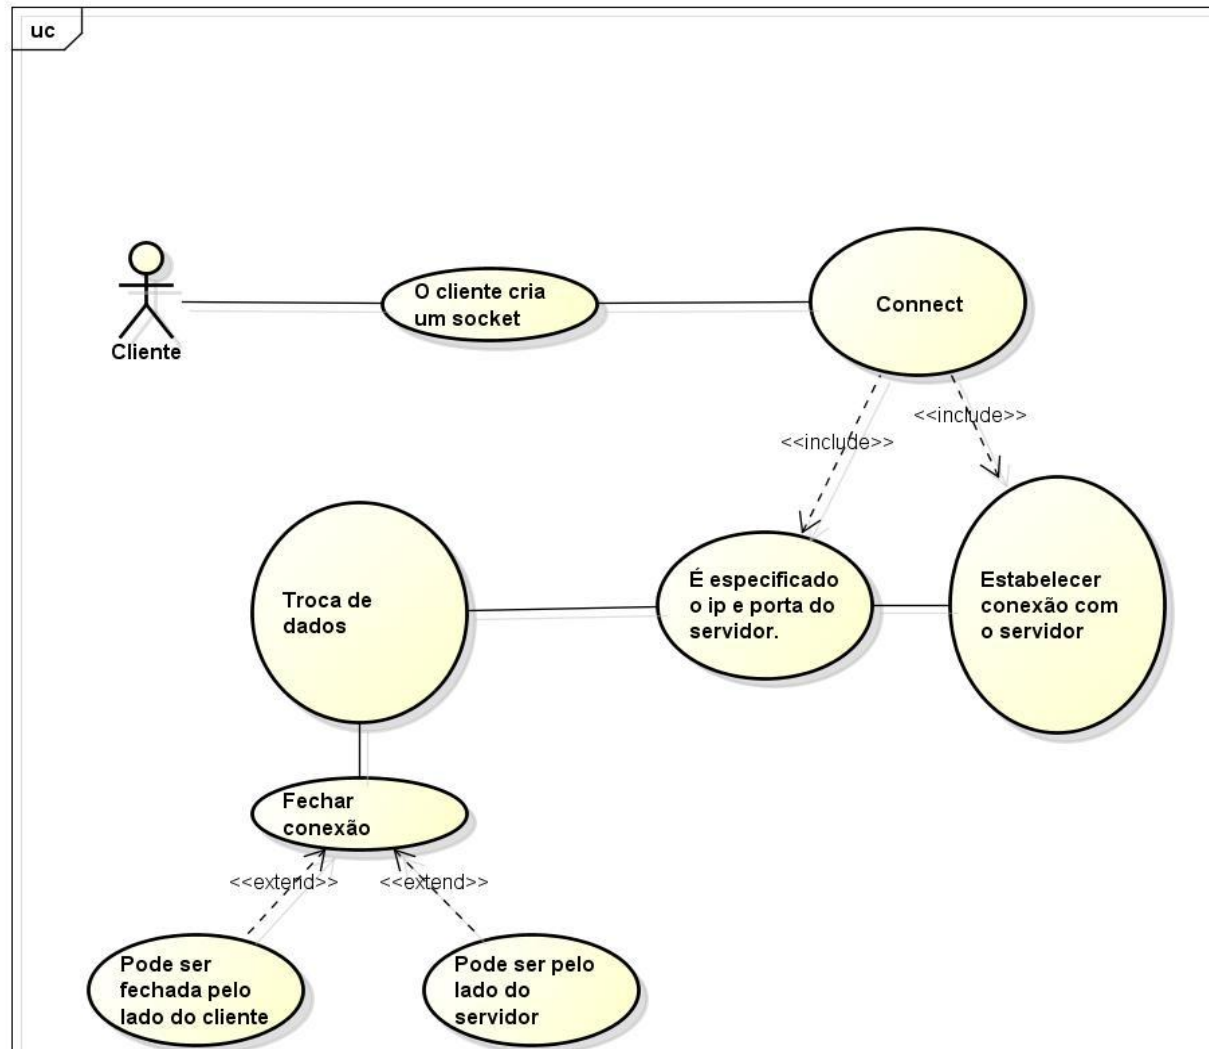 uc
O cliente cria
um socket
Connect
Cliente
<<include>>
<<include>>
Troca de
dados
É especificado
o ip e porta do
servidor.
Estabelecer
conexão com
o servidor
Fechar
conexão
<<extend>>
<<extend>>
Pode ser
fechada pelo
lado do cliente
Pode ser pelo
lado do
servidor